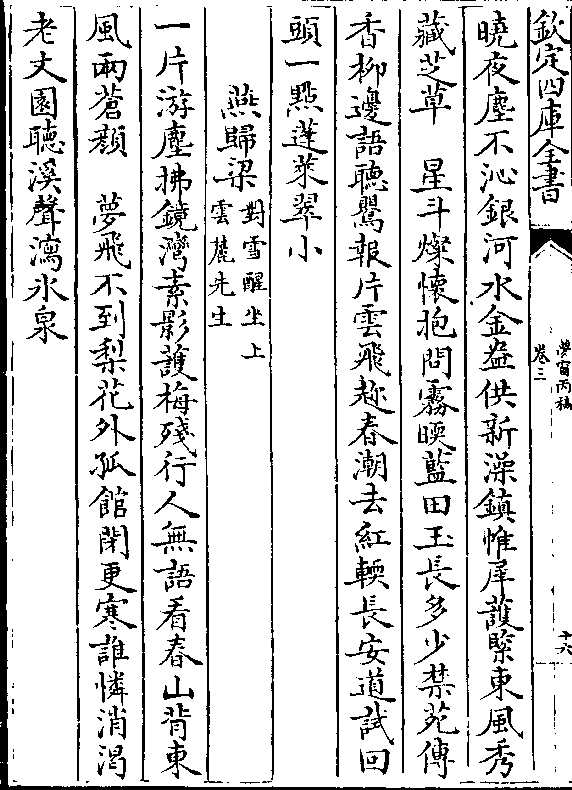 欽定四庫全書
夢窗丙稿
卷三
十六
曉夜塵不沁銀河水金盎供新澡鎮帷犀護緊東風秀
藏芝草　星斗燦懷抱問霧暖藍田玉長多少禁苑傳
香柳邊語聽鶯報片雲飛趂春潮去紅輭長安道試回
頭一點蓬萊翠小
燕歸梁對雪醒坐上
雲麓先生
一片游塵拂鏡灣素影護梅殘行人無語看春山背東
風兩蒼顏　夢飛不到梨花外孤館閉更寒誰憐消渴
老文園聽溪聲瀉冰泉